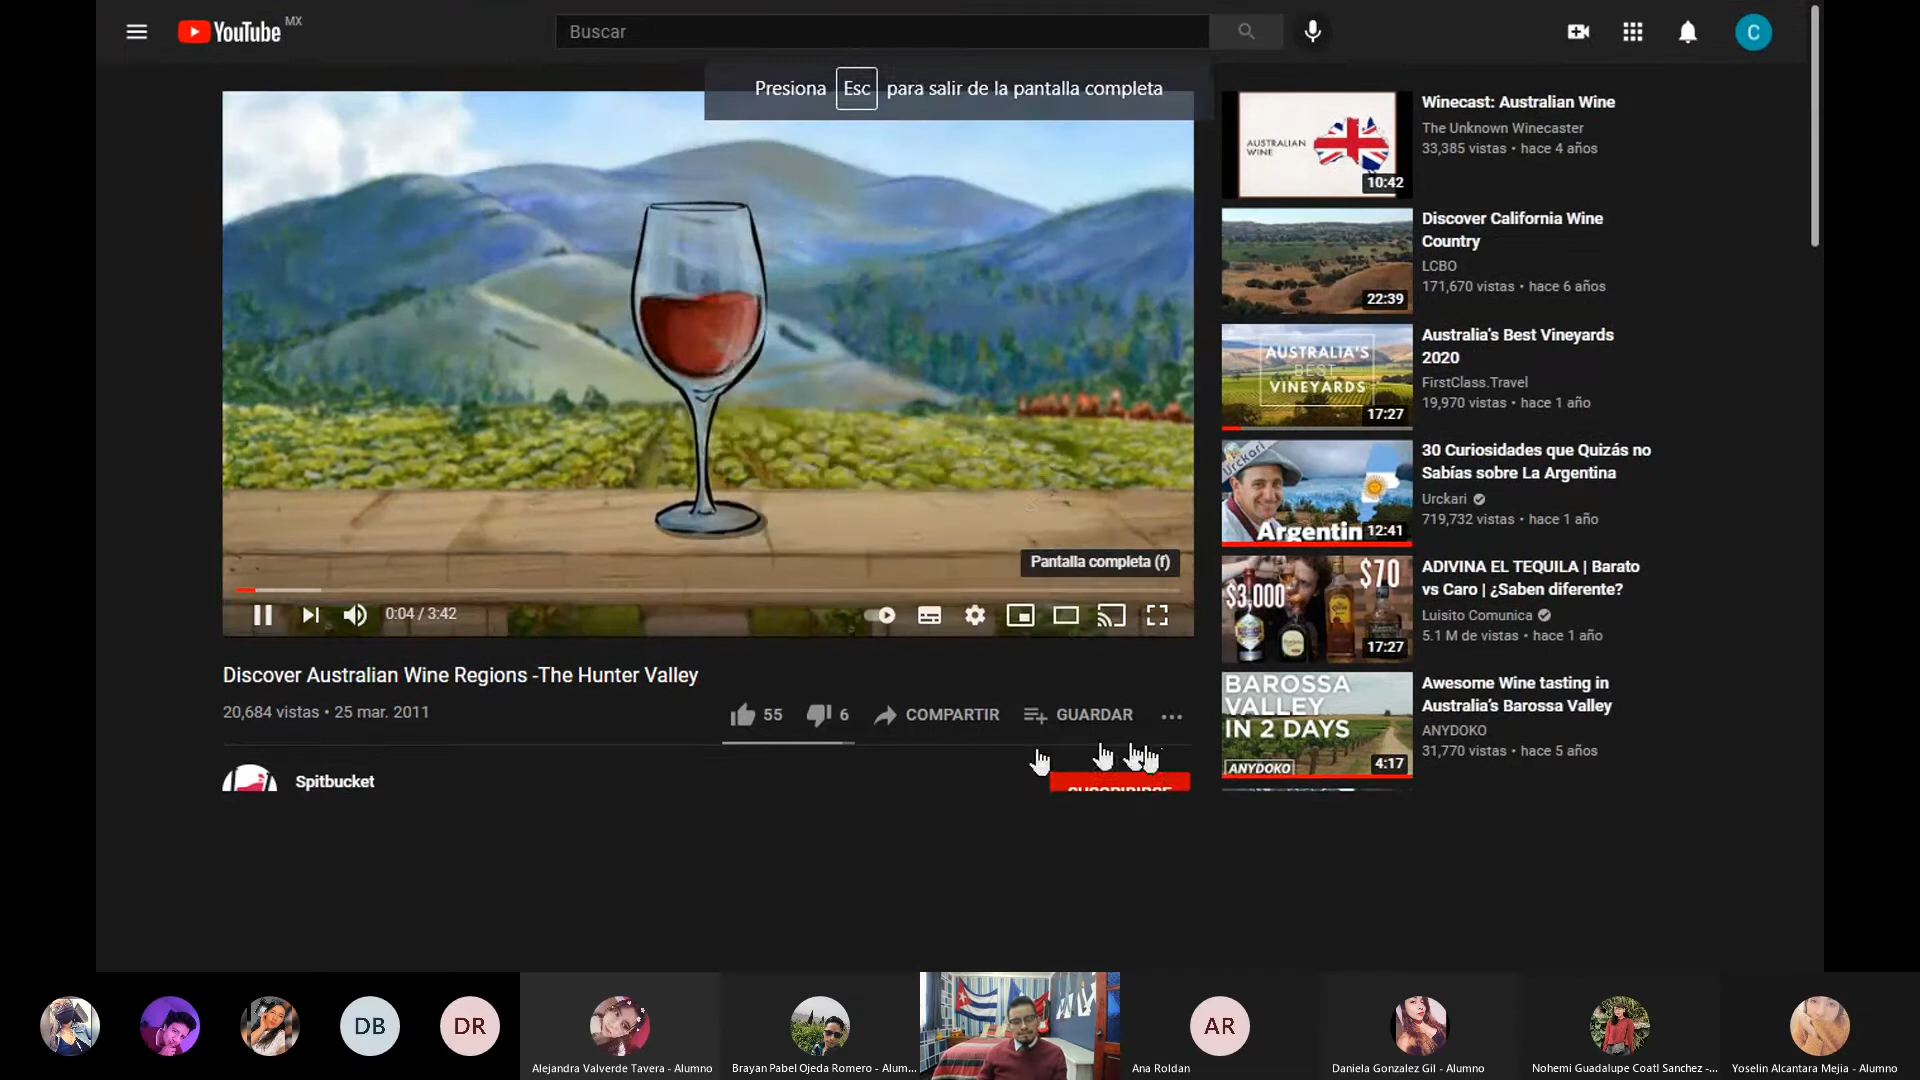 YouTube MX
Buscar
C
Presiona Esc para salir de la pantalla completa
Pantalla completa (f)
0:04 / 3:42
Discover Australian Wine Regions -The Hunter Valley
20,684 vistas • 25 mar. 2011
55
6
COMPARTIR
GUARDAR
Spitbucket
SUSCRIBIRSE
AUSTRALIAN
WINE
10:42
Winecast: Australian Wine
The Unknown Winecaster
33,385 vistas • hace 4 años
22:39
Discover California Wine
Country
LCBO
171,670 vistas • hace 6 años
AUSTRALIA'S
BEST
VINEYARDS
17:27
Australia's Best Vineyards
2020
FirstClass.Travel
19,970 vistas • hace 1 año
Urckari
Argentin
12:41
30 Curiosidades que Quizás no
Sabías sobre La Argentina
Urckari
719,732 vistas • hace 1 año
$3,000
$70
17:27
ADIVINA EL TEQUILA | Barato
vs Caro | ¿Saben diferente?
Luisito Comunica
5.1 M de vistas • hace 1 año
BAROSSA
VALLEY
IN 2 DAYS
ANYDOKO
4:17
Awesome Wine tasting in
Australia's Barossa Valley
ANYDOKO
31,770 vistas • hace 5 años
DB
DR
Alejandra Valverde Tavera - Alumno
Brayan Pabel Ojeda Romero - Alum...
AR
Ana Roldan
Daniela Gonzalez Gil - Alumno
Nohemi Guadalupe Coatl Sanchez -...
Yoselin Alcantara Mejia - Alumno